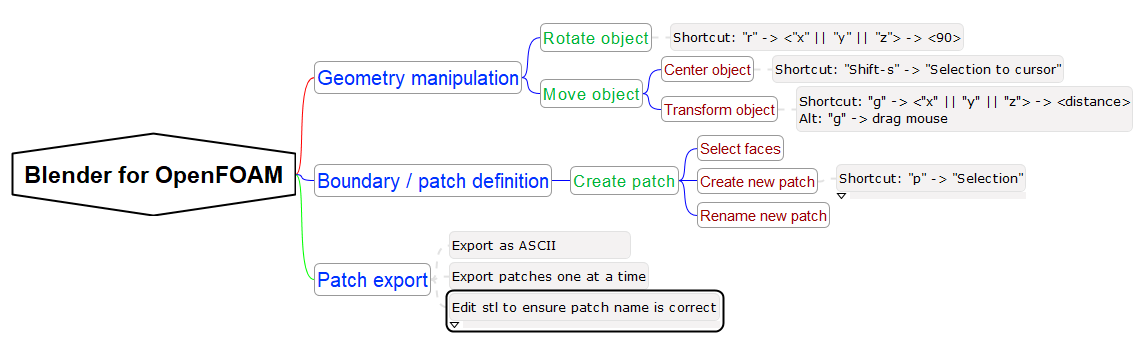 Blender for OpenFOAM
Geometry manipulation
Rotate object
Shortcut: "r" -> <"x" || "y" || "z"> -> <90>
Move object
Center object
Shortcut: "Shift-s" -> "Selection to cursor"
Transform object
Shortcut: "g" -> <"x" || "y" || "z"> -> <distance>
Alt: "g" -> drag mouse
Boundary / patch definition
Create patch
Select faces
Create new patch
Shortcut: "p" -> "Selection"
Rename new patch
Patch export
Export as ASCII
Export patches one at a time
Edit stl to ensure patch name is correct